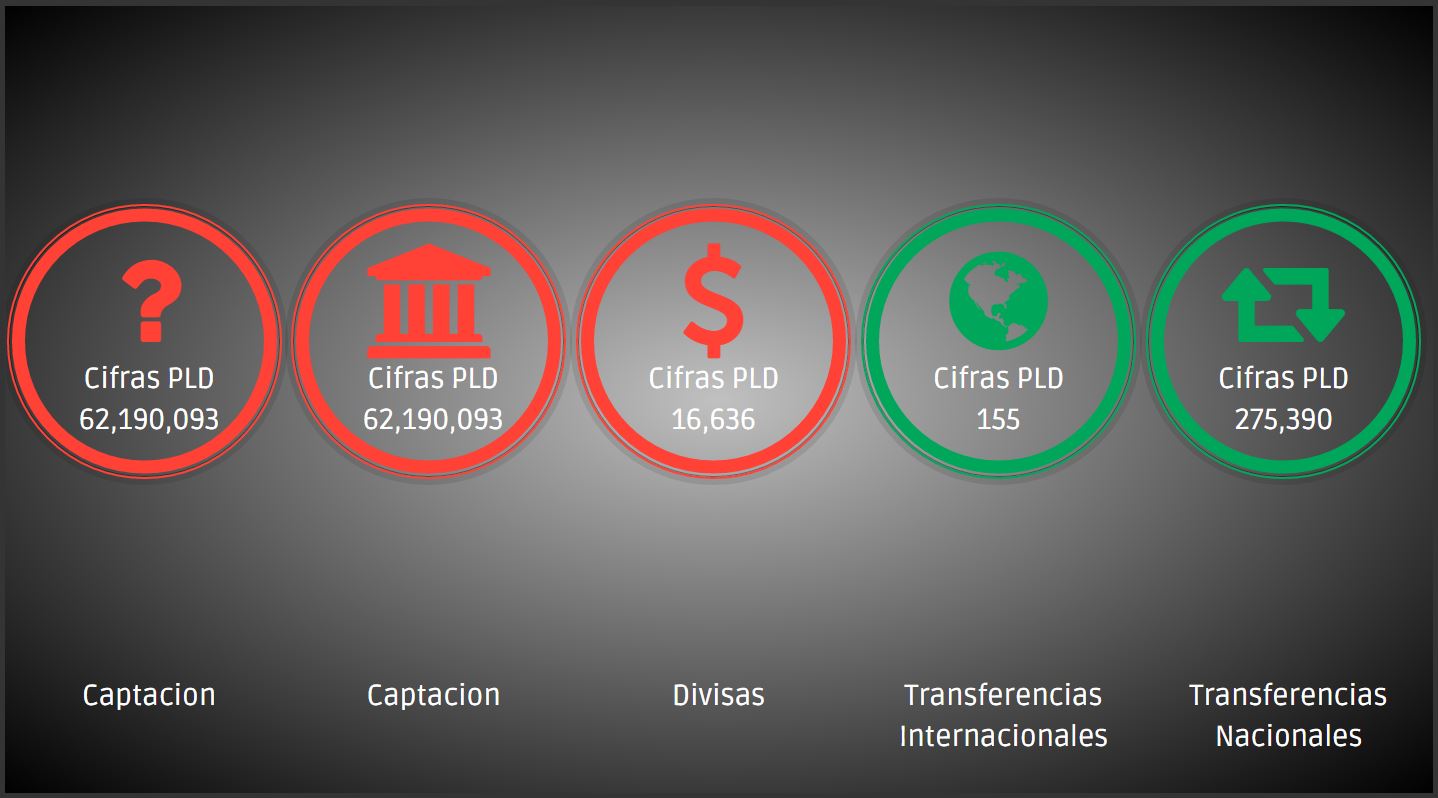 ?
$
Cifras PLD
62,190,093
Cifras PLD
62,190,093
Cifras PLD
16,636
Cifras PLD
155
Cifras PLD
275,390
Captacion
Captacion
Divisas
Transferencias
Internacionales
Transferencias
Nacionales